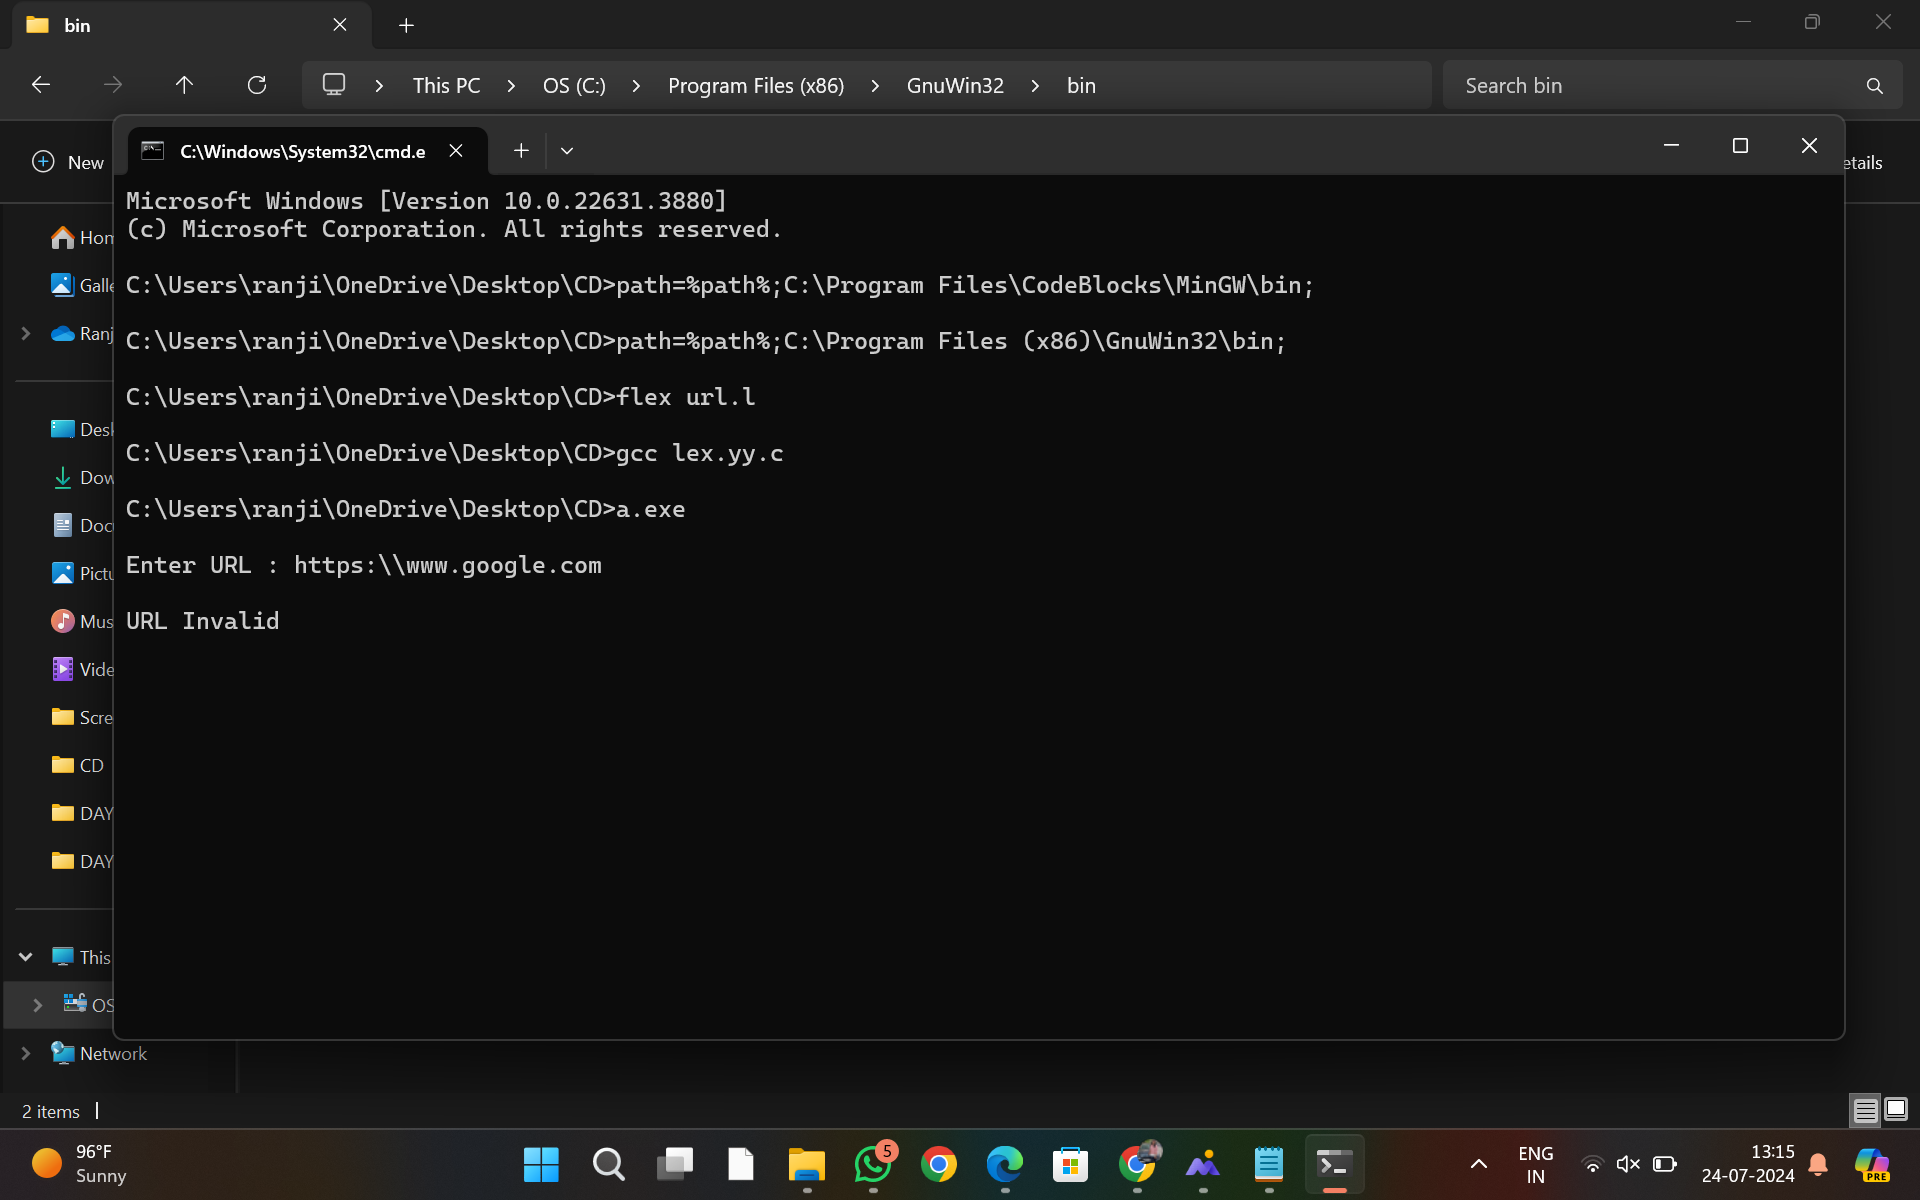 bin
This PC
OS (C:)
Program Files (x86)
GnuWin32
bin
Search bin
New
C:\Windows\System32\cmd.e
etails
Microsoft Windows [Version 10.0.22631.3880]
(c) Microsoft Corporation. All rights reserved.
C:\Users\ranji\OneDrive\Desktop\CD>path=%path%;C:\Program Files\CodeBlocks\MinGW\bin;
C:\Users\ranji\OneDrive\Desktop\CD>path=%path%;C:\Program Files (x86)\GnuWin32\bin;
C:\Users\ranji\OneDrive\Desktop\CD>flex url.l
C:\Users\ranji\OneDrive\Desktop\CD>gcc lex.yy.c
C:\Users\ranji\OneDrive\Desktop\CD>a.exe
Enter URL : https:\\www.google.com
URL Invalid
Hom
Galle
Ranj
Desk
Dow
Docu
Pictu
Mus
Vide
Scre
CD
DAY
DAY
This
OS
Network
2 items
96°F
Sunny
5
ENG
IN
13:15
24-07-2024
PRE